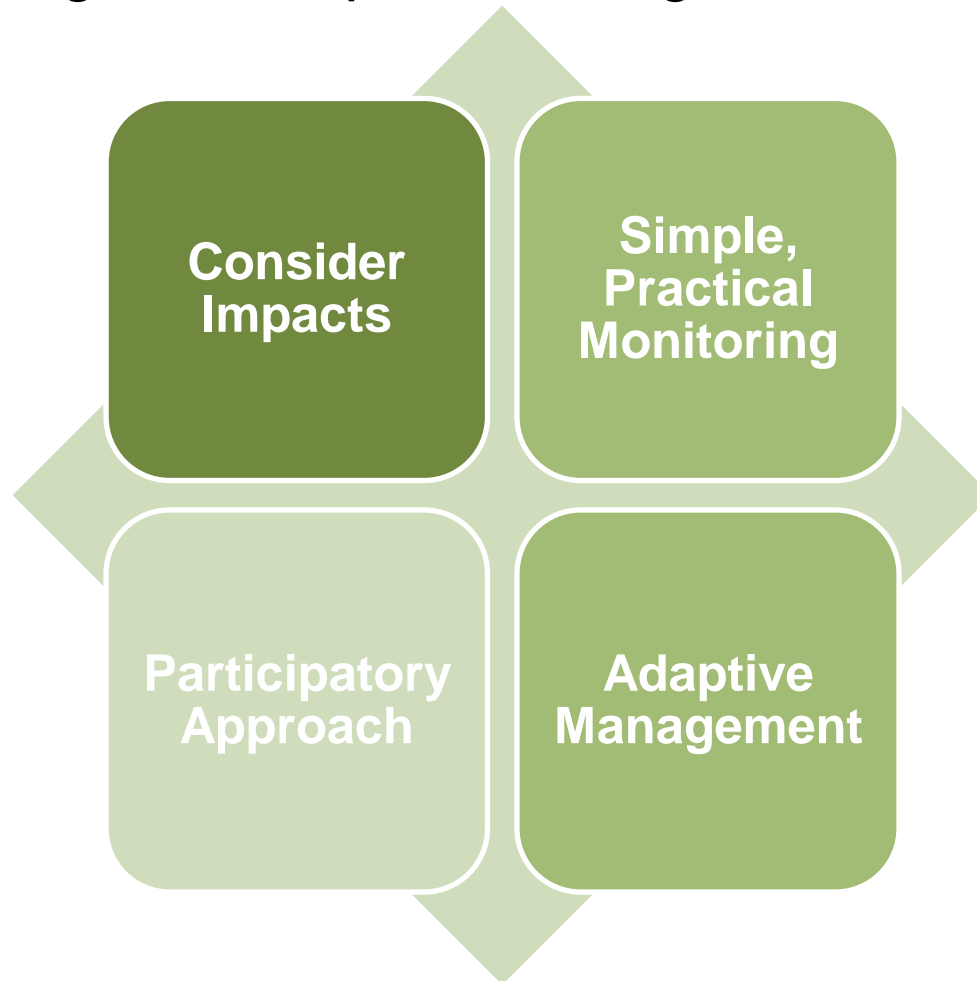 Consider
Impacts
Simple,
Practical
Monitoring
Participatory
Approach
Adaptive
Management